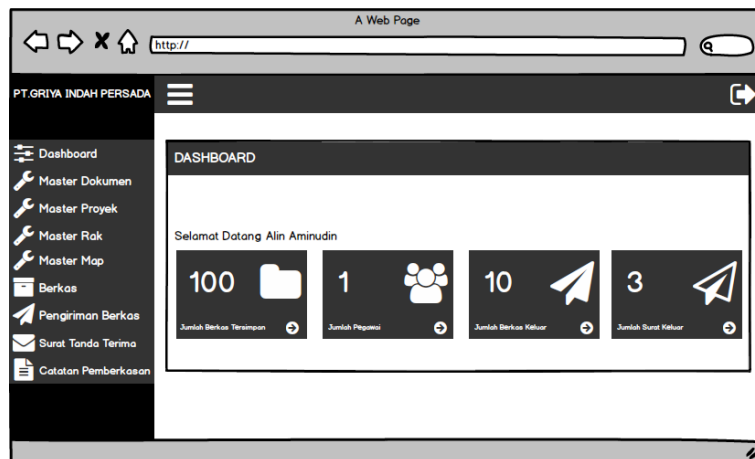 A Web Page
http://
PT.GRIYA INDAH PERSADA
Dashboard
Master Dokumen
Master Proyek
Master Rak
Master Map
Berkas
Pengiriman Berkas
Surat Tanda Terima
Catatan Pemberkasan
DASHBOARD
Selamat Datang Alin Aminudin
100
Jumlah Berkas Tersimpan
1
Jumlah Pegawai
10
Jumlah Berkas Keluar
3
Jumlah Surat Keluar